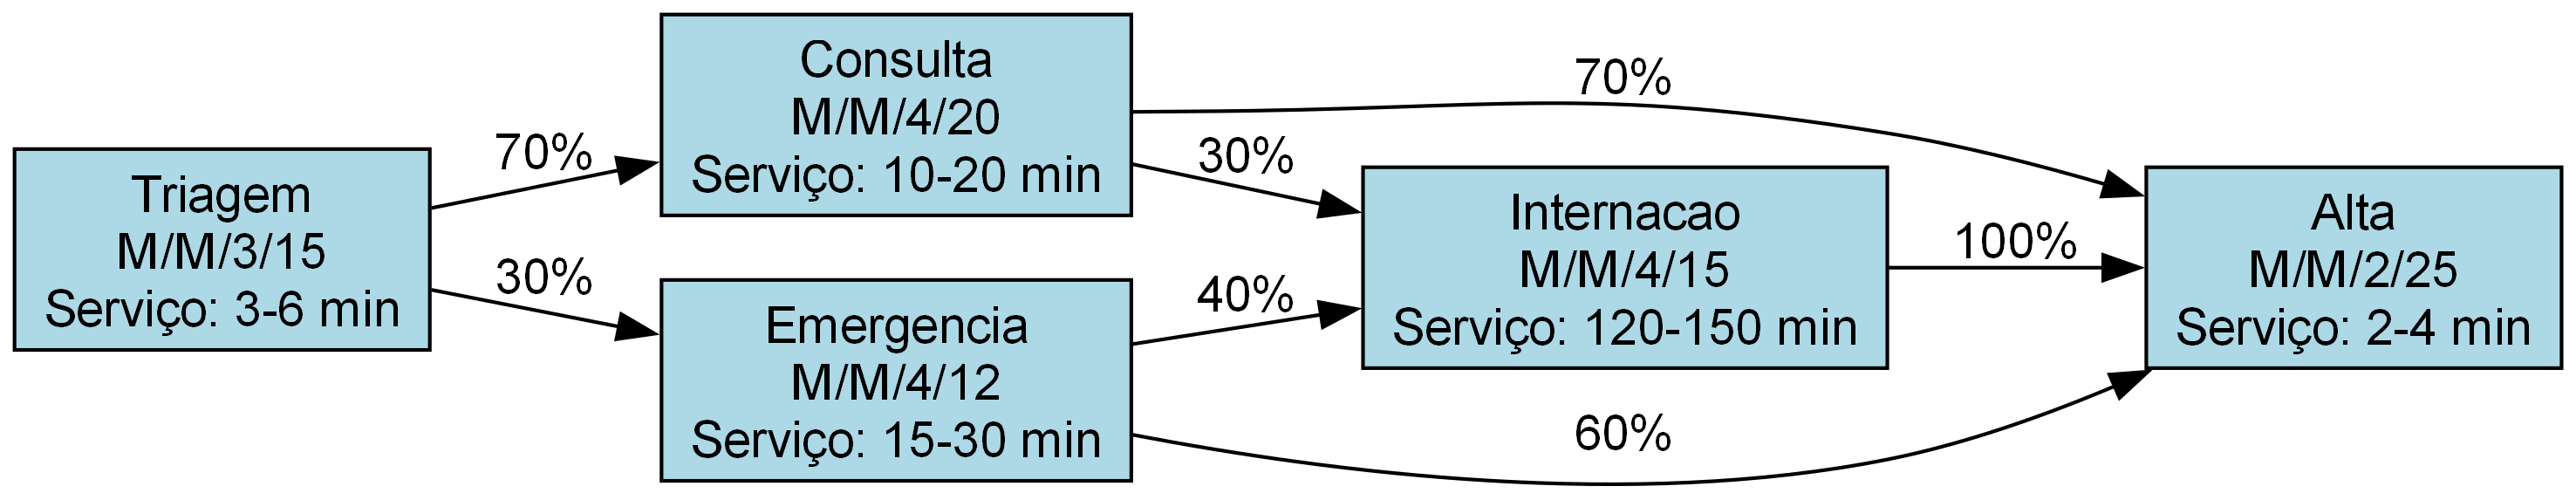 Triagem
M/M/3/15
Serviço: 3-6 min
70%
30%
Consulta
M/M/4/20
Serviço: 10-20 min
Emergencia
M/M/4/12
Serviço: 15-30 min
70%
30%
40%
60%
Internacao
M/M/4/15
Serviço: 120-150 min
100%
Alta
M/M/2/25
Serviço: 2-4 min